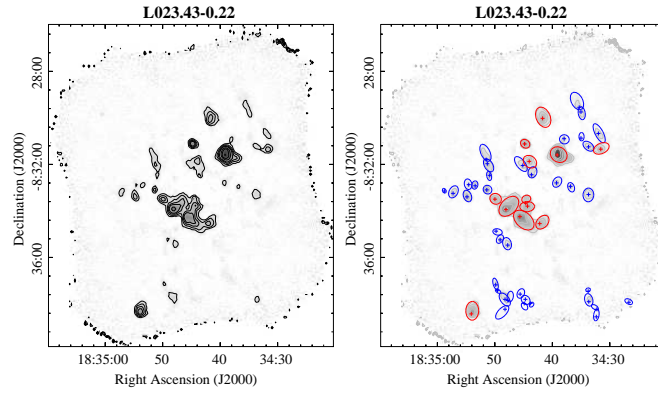 L023.43-0.22
L023.43-0.22
Declination (J2000)
28:00
-8:32:00
36:00
18:35:00
50
40
34:30
Right Ascension (J2000)
Declination (J2000)
28:00
-8:32:00
36:00
18:35:00
50
40
34:30
Right Ascension (J2000)